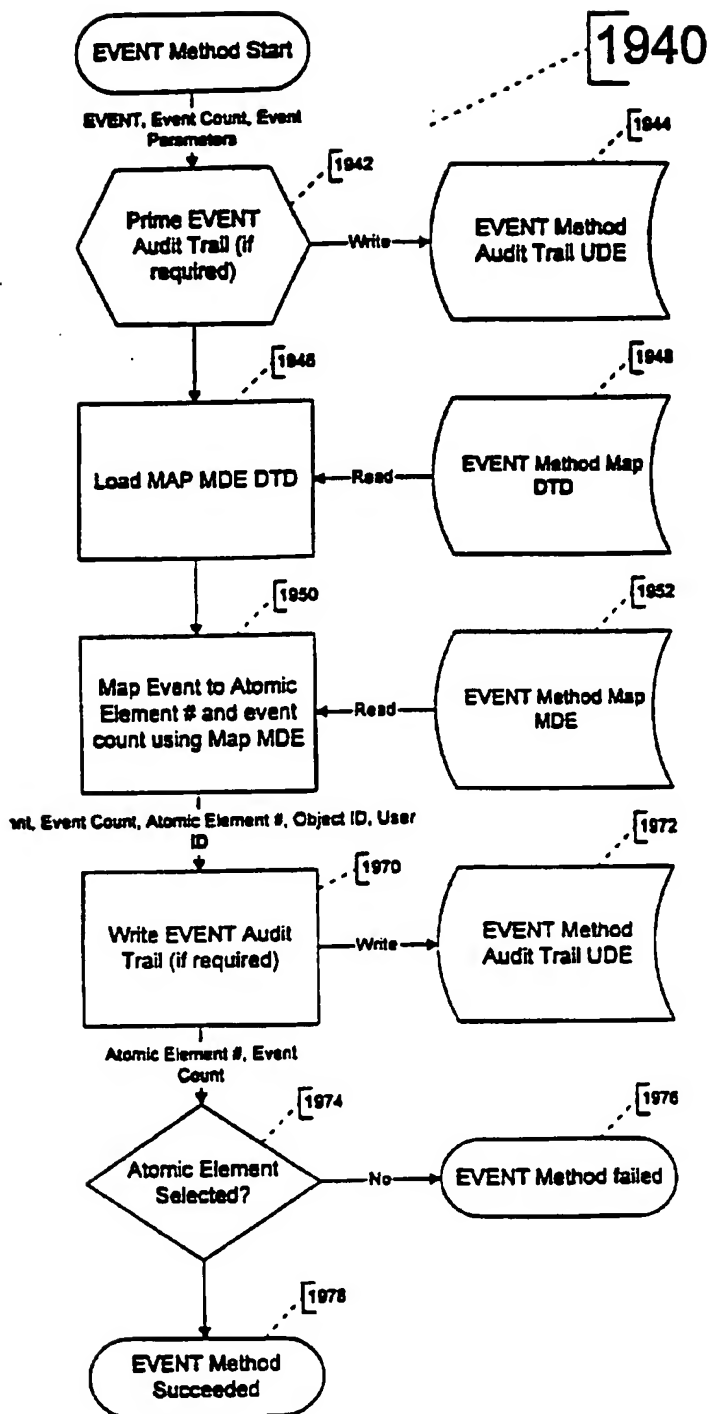 EVENT Method Start
1940
EVENT, Event Count, Event
Parameters
1942
1944
Prime EVENT
Audit Trail (if
required)
Write
EVENT Method
Audit Trail UDE
1946
1948
Load MAP MDE DTD
Read
EVENT Method Map
DTD
1950
1952
Map Event to Atomic
Element # and event
count using Map MDE
Read
EVENT Method Map
MDE
nt, Event Count, Atomic Element #, Object ID, User
ID
1970
1972
Write EVENT Audit
Trail (if required)
Write
EVENT Method
Audit Trail UDE
Atomic Element #, Event
Count
1974
1976
Atomic Element
Selected?
No
EVENT Method failed
1978
EVENT Method
Succeeded